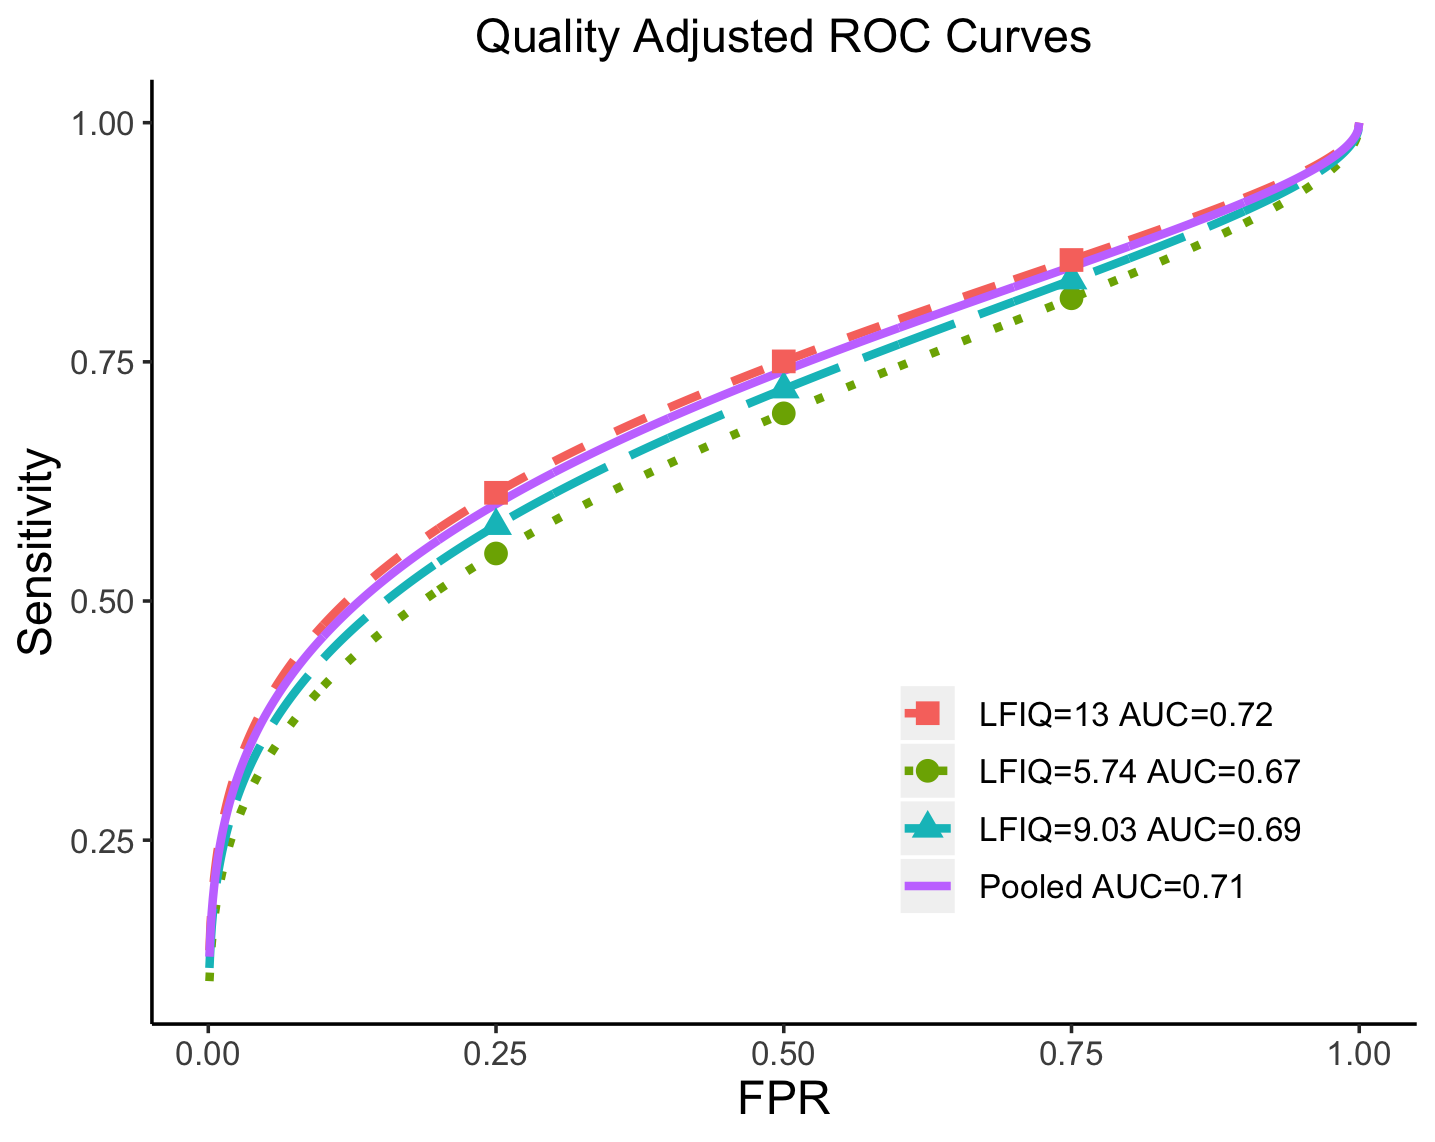 Quality Adjusted ROC Curves
1.00
0.75
0.50
0.25
Sensitivity
LFIQ=13 AUC=0.72
LFIQ=5.74 AUC=0.67
LFIQ=9.03 AUC=0.69
Pooled AUC=0.71
0.00 0.25 0.50 0.75 1.00
FPR